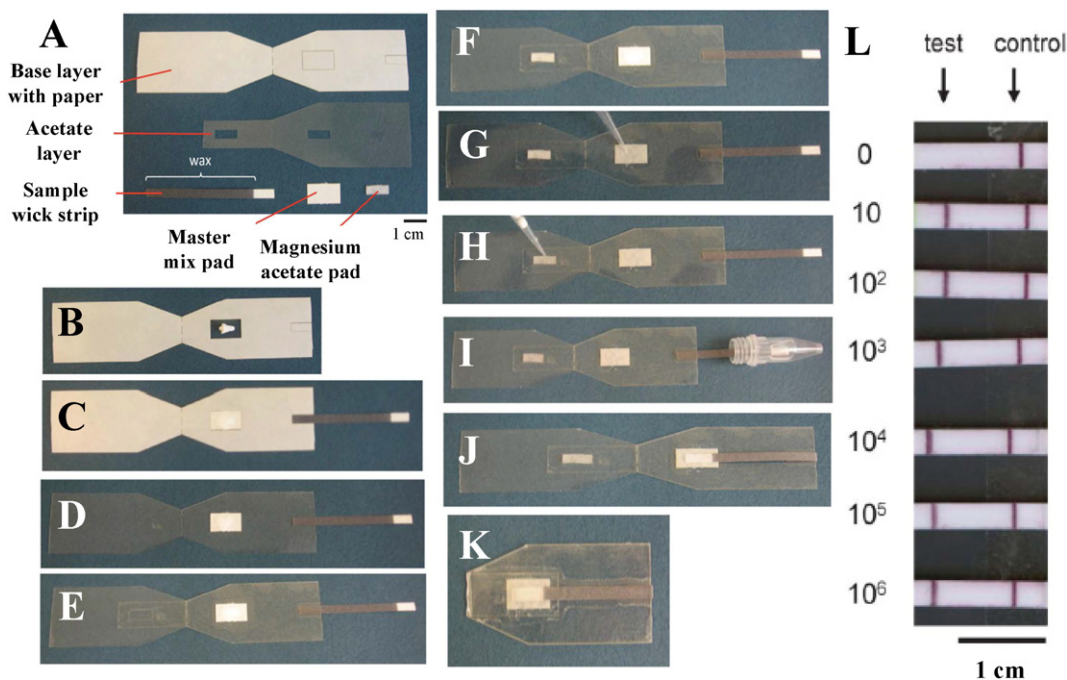 A
Base layer
with paper
Acetate
layer
wax
Sample
wick strip
Master
mix pad
Magnesium
acetate pad
1 cm
B
C
D
E
F
G
H
I
J
K
L
test control
0
10
10²
10³
10⁴
10⁵
10⁶
1 cm